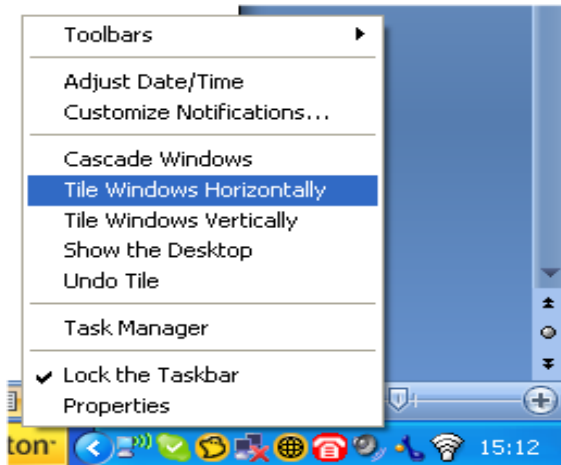 Toolbars
Adjust Date/Time
Customize Notifications...
Cascade Windows
Tile Windows Horizontally
Tile Windows Vertically
Show the Desktop
Undo Tile
Task Manager
Lock the Taskbar
Properties
ton
15:12